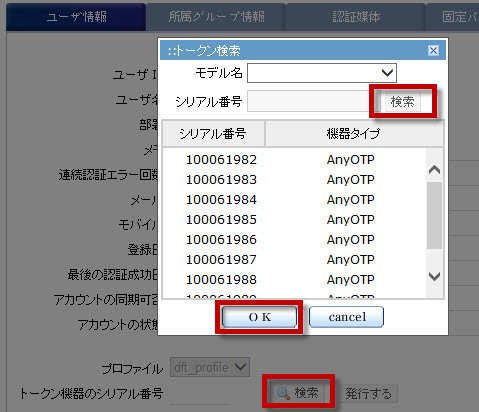 ユーザ情報 所属グループ情報 認証媒体 固定パ
::トークン検索
モデル名
シリアル番号 検索
シリアル番号 機器タイプ
100061982 AnyOTP
100061983 AnyOTP
100061984 AnyOTP
100061985 AnyOTP
100061986 AnyOTP
100061987 AnyOTP
100061988 AnyOTP
OK cancel
ユーザ I
ユーザ名
部署
メ
連続認証エラー回数
メー
モバイ
登録日
最後の認証成功日
アカウントの同期可否
アカウントの状態
プロファイル dft_profile
トークン機器のシリアル番号 検索 発行する